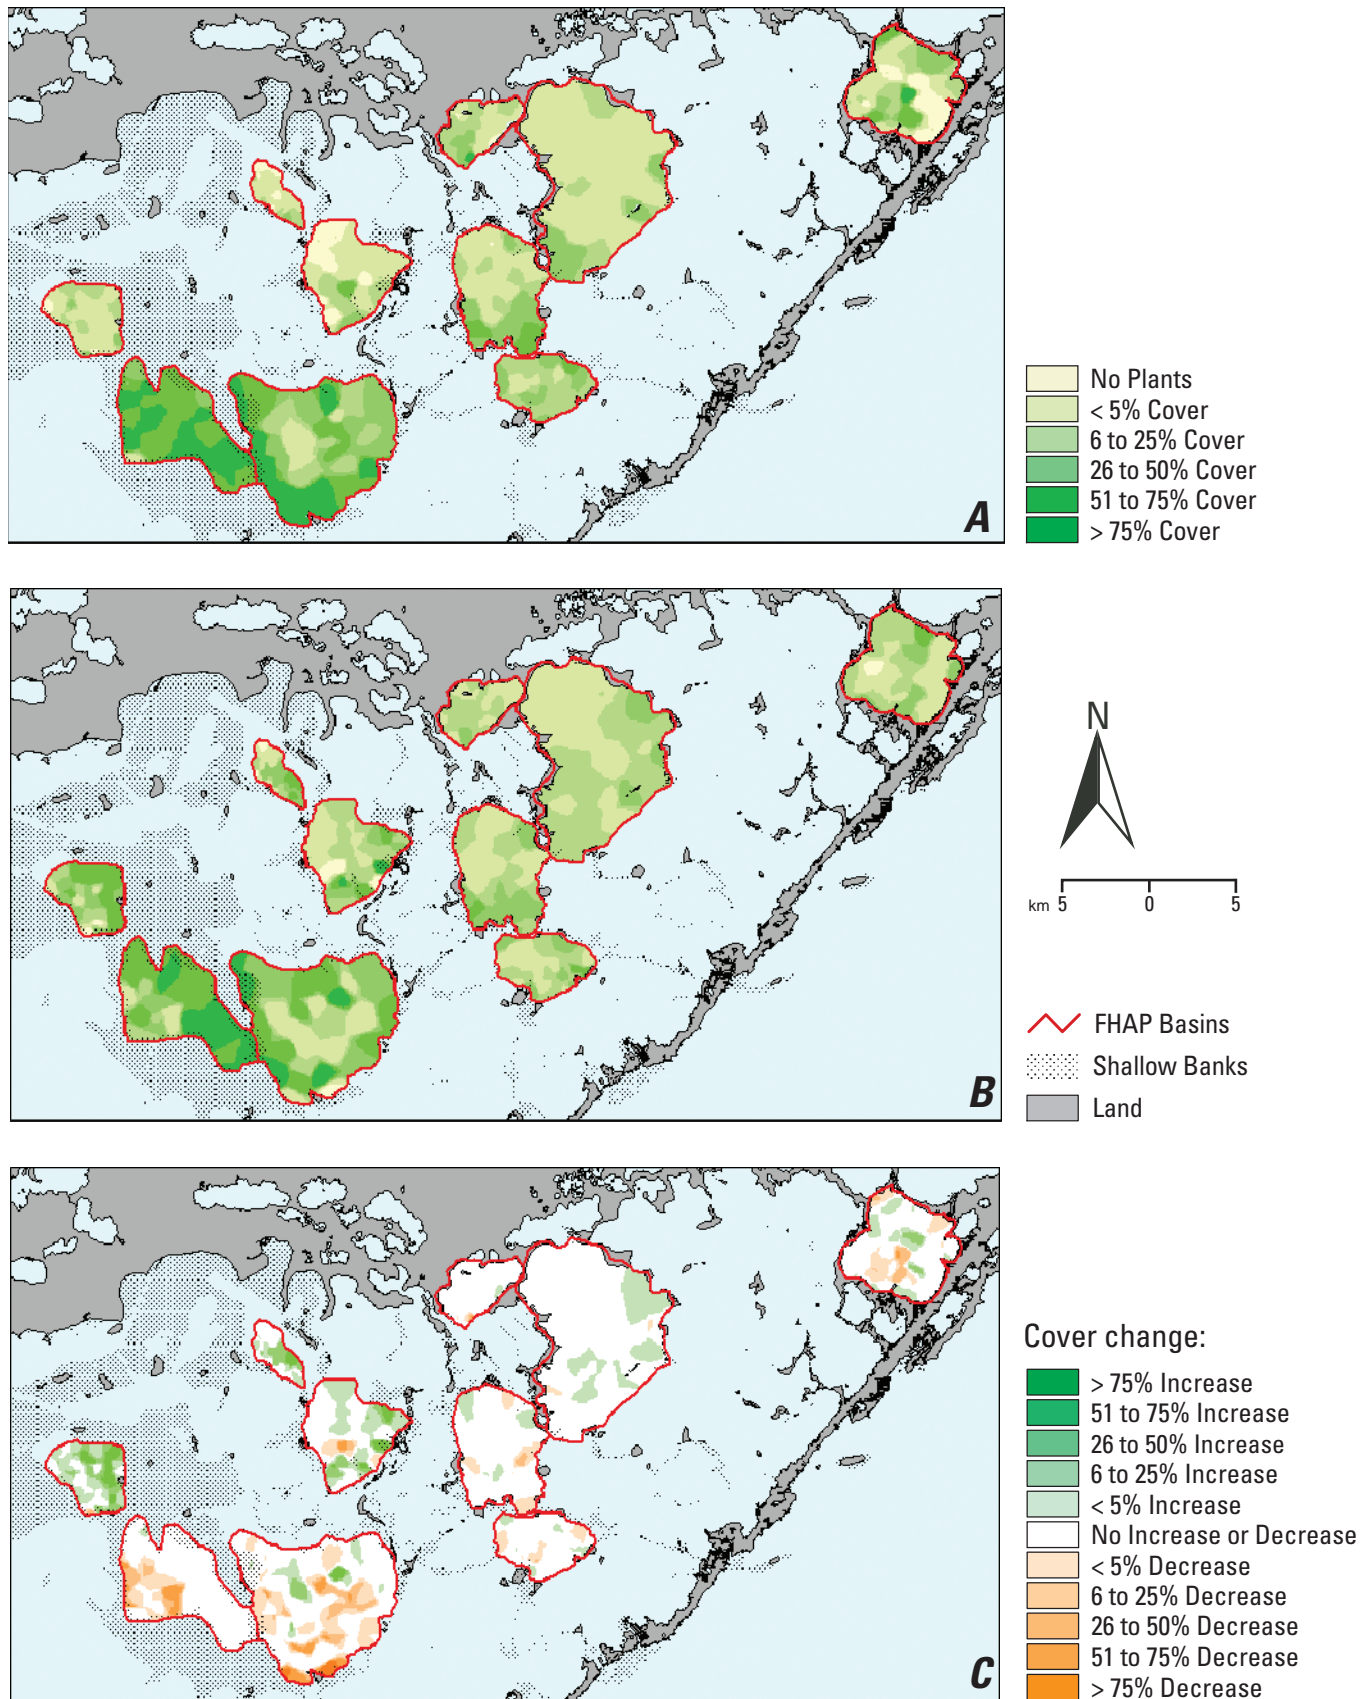 A
No Plants
< 5% Cover
6 to 25% Cover
26 to 50% Cover
51 to 75% Cover
> 75% Cover
B
N
km 5 0 5
FHAP Basins
Shallow Banks
Land
C
Cover change:
> 75% Increase
51 to 75% Increase
26 to 50% Increase
6 to 25% Increase
< 5% Increase
No Increase or Decrease
< 5% Decrease
6 to 25% Decrease
26 to 50% Decrease
51 to 75% Decrease
> 75% Decrease